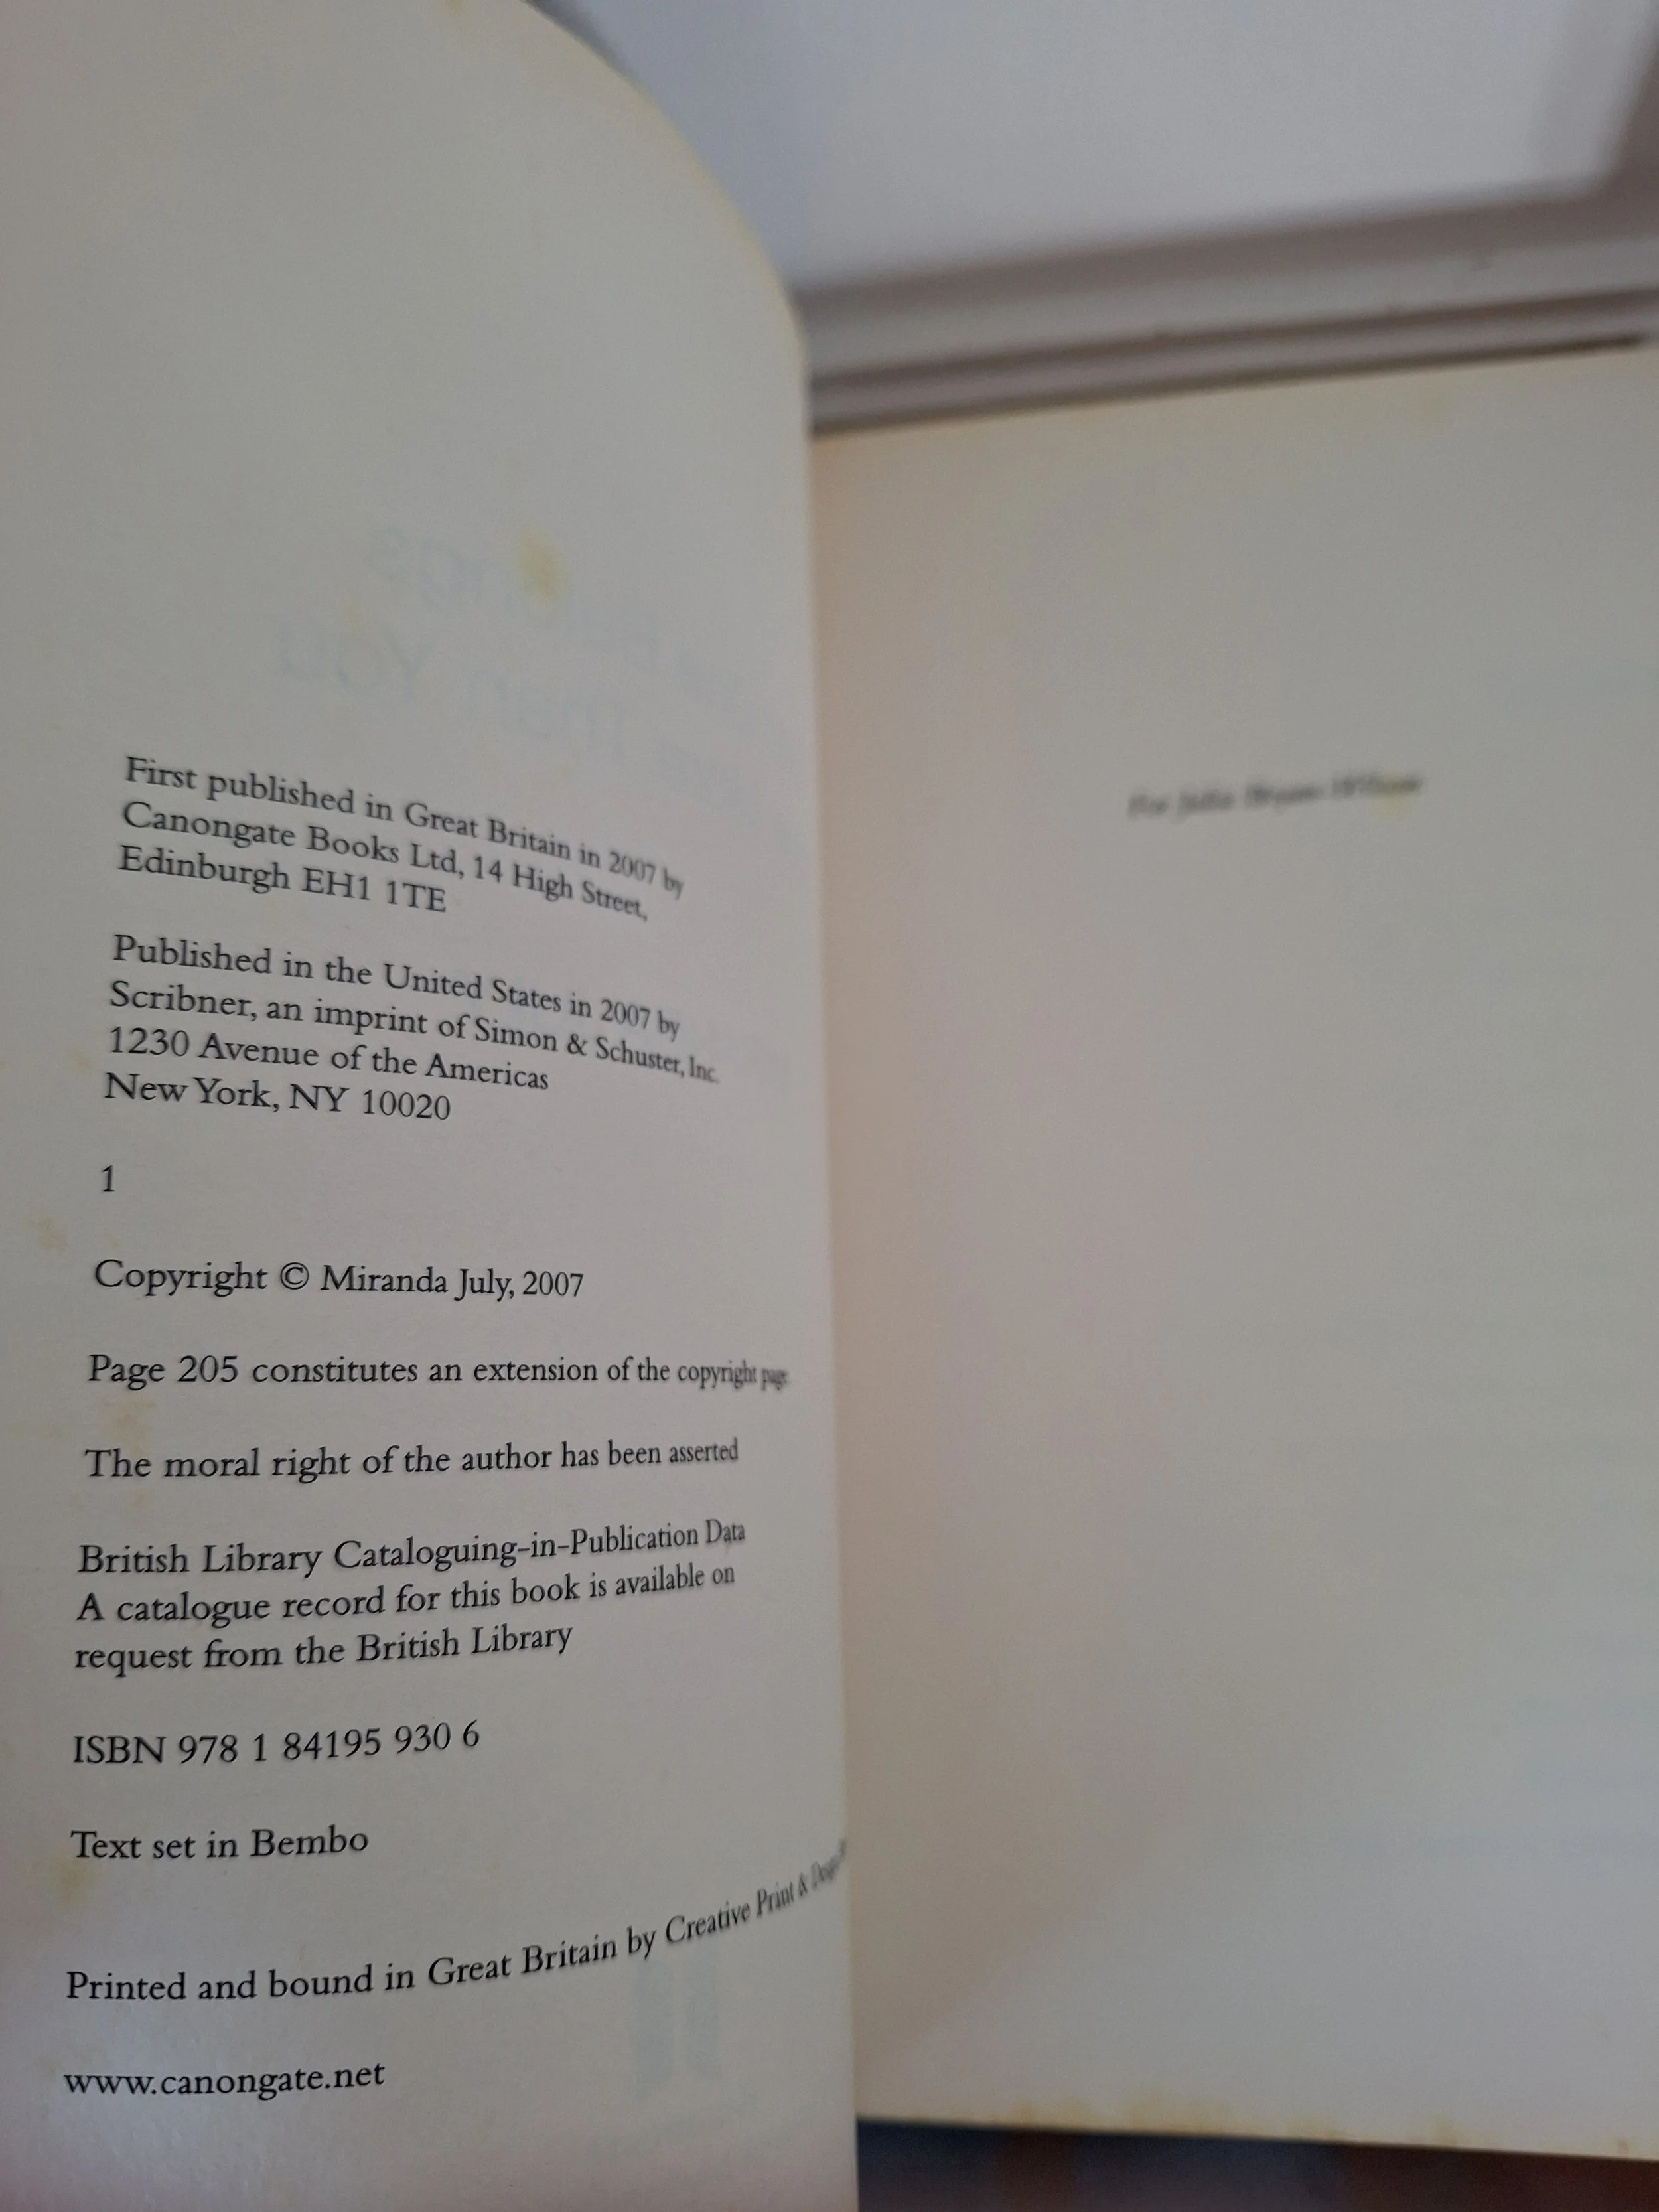 First published in Great Britain in 2007 by
Canongate Books Ltd, 14 High Street,
Edinburgh EH1 1TE
Published in the United States in 2007 by
Scribner, an imprint of Simon & Schuster, Inc.
1230 Avenue of the Americas
New York, NY 10020
1
Copyright © Miranda July, 2007
Page 205 constitutes an extension of the copyright page
The moral right of the author has been asserted
British Library Cataloguing-in-Publication Data
A catalogue record for this book is available on
request from the British Library
ISBN 978 1 84195 930 6
Text set in Bembo
Printed and bound in Great Britain by Creative Print &
www.canongate.net
For Julia Bryan-Wilson